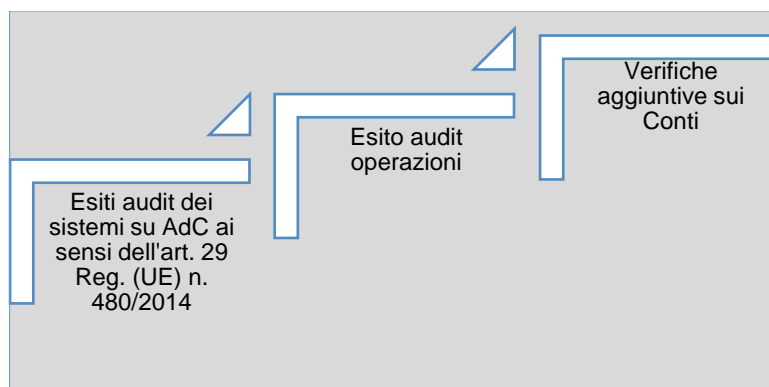 Esiti audit dei
sistemi su AdC ai
sensi dell'art. 29
Reg. (UE) n.
480/2014
Esito audit
operazioni
Verifiche
aggiuntive sui
Conti